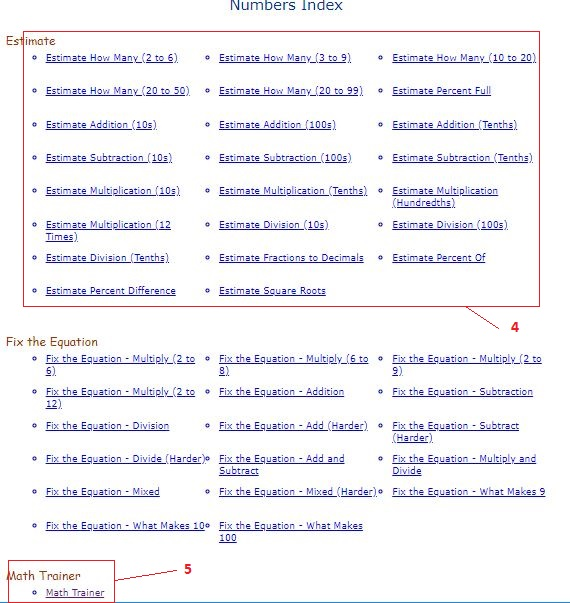 Numbers Index
Estimate
Estimate How Many (2 to 6)
Estimate How Many (3 to 9)
Estimate How Many (10 to 20)
Estimate How Many (20 to 50)
Estimate How Many (20 to 99)
Estimate Percent Full
Estimate Addition (10s)
Estimate Addition (100s)
Estimate Addition (Tenths)
Estimate Subtraction (10s)
Estimate Subtraction (100s)
Estimate Subtraction (Tenths)
Estimate Multiplication (10s)
Estimate Multiplication (Tenths)
Estimate Multiplication
(Hundredths)
Estimate Multiplication (12
Times)
Estimate Division (10s)
Estimate Division (100s)
Estimate Division (Tenths)
Estimate Fractions to Decimals
Estimate Percent Of
Estimate Percent Difference
Estimate Square Roots
4
Fix the Equation
Fix the Equation - Multiply (2 to
6)
Fix the Equation - Multiply (6 to
8)
Fix the Equation - Multiply (2 to
9)
Fix the Equation - Multiply (2 to
12)
Fix the Equation - Addition
Fix the Equation - Subtraction
Fix the Equation - Division
Fix the Equation - Add (Harder)
Fix the Equation - Subtract
(Harder)
Fix the Equation - Divide (Harder)
Fix the Equation - Add and
Subtract
Fix the Equation - Multiply and
Divide
Fix the Equation - Mixed
Fix the Equation - Mixed (Harder)
Fix the Equation - What Makes 9
Fix the Equation - What Makes 10
Fix the Equation - What Makes
100
5
Math Trainer
Math Trainer